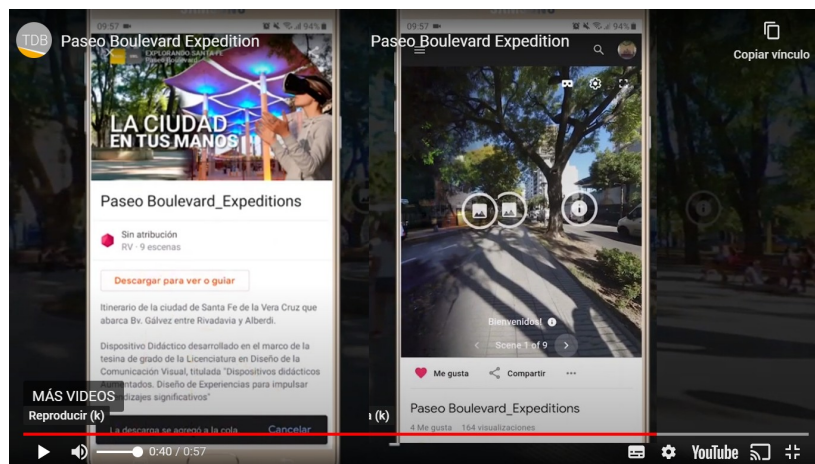 09:57
94%
09:57
94%
TDB
Paseo Boulevard Expedition
Paseo Boulevard Expedition
Copiar vínculo
EXPLORANDO SANTA FE
Paseo Boulevard
LA CIUDAD
EN TUS MANOS
Paseo Boulevard_Expeditions
Sin atribución
RV · 9 escenas
Descargar para ver o guiar
Itinerario de la ciudad de Santa Fe de la Vera Cruz que
abarca Bv. Gálvez entre Rivadavia y Alberdi.
Dispositivo Didáctico desarrollado en el marco de la
tesina de grado de la Licenciatura en Diseño de la
Comunicación Visual, titulada "Dispositivos didácticos
Aumentados. Diseño de Experiencias para impulsar
aprendizajes significativos"
La descarga se agregó a la cola.
Cancelar
Bienvenidos!
Scene 1 of 9
Me gusta
Compartir
Paseo Boulevard_Expeditions
4 Me gusta 164 visualizaciones
MÁS VIDEOS
Reproducir (k)
(k)
0:40 / 0:57
YouTube